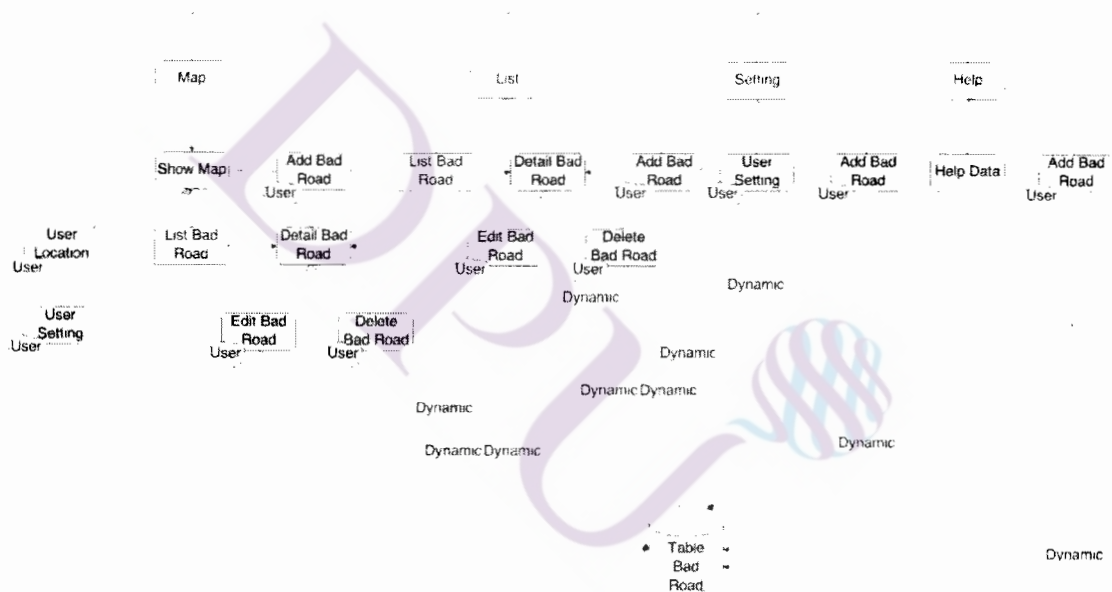 Map
List
Setting
Help
Show Map
Add Bad
Road
User
List Bad
Road
Detail Bad
Road
Add Bad
Road
User
User
Setting
User
Add Bad
Road
User
Help Data
Add Bad
Road
User
User
Location
User
List Bad
Road
Detail Bad
Road
Edit Bad
Road
User
Delete
Bad Road
User
Dynamic
Dynamic
User
Setting
User
Edit Bad
Road
User
Delete
Bad Road
User
Dynamic
Dynamic Dynamic
Dynamic
Dynamic
Dynamic Dynamic
Table
Bad
Road
Dynamic
DPU